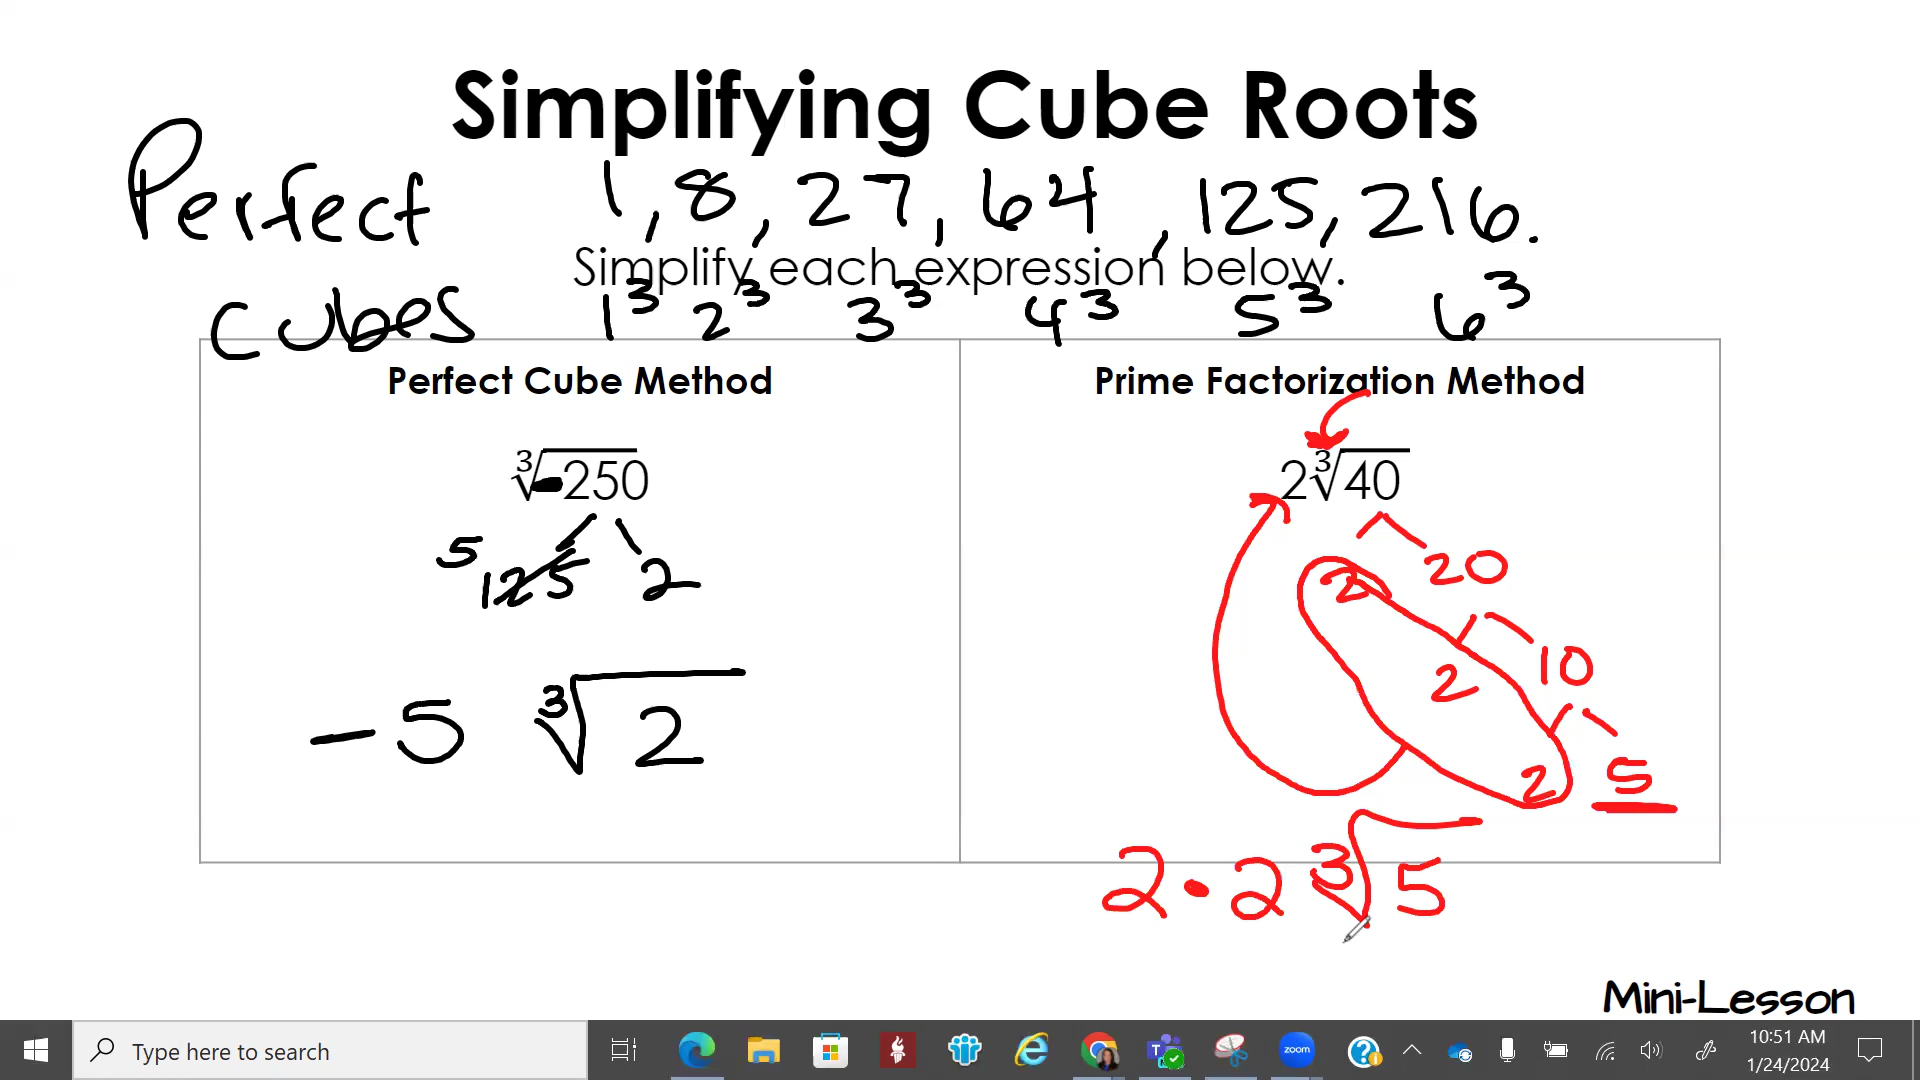 Simplifying Cube Roots
Perfect 1, 8, 27, 64, 125, 216.
Simplify each expression below.
cubes 1³ 2³ 3³ 4³ 5³ 6³
Perfect Cube Method
∛-250
5
125 2
-5 ∛2
Prime Factorization Method
2∛40
2 20
2 10
2 5
2·2 ∛5
Mini-Lesson
Type here to search
zoom
10:51 AM
1/24/2024